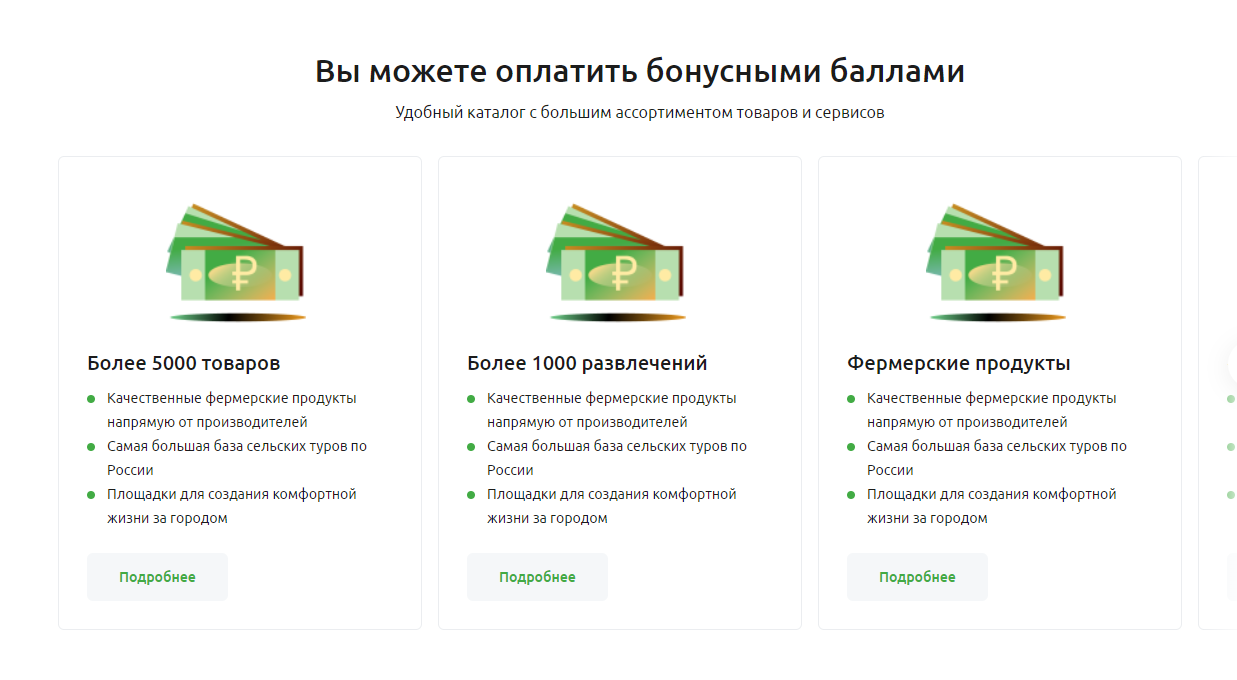 Вы можете оплатить бонусными баллами
Удобный каталог с большим ассортиментом товаров и сервисов
Более 5000 товаров
Качественные фермерские продукты
напрямую от производителей
Самая большая база сельских туров по
России
Площадки для создания комфортной
жизни за городом
Подробнее
Более 1000 развлечений
Качественные фермерские продукты
напрямую от производителей
Самая большая база сельских туров по
России
Площадки для создания комфортной
жизни за городом
Подробнее
Фермерские продукты
Качественные фермерские продукты
напрямую от производителей
Самая большая база сельских туров по
России
Площадки для создания комфортной
жизни за городом
Подробнее